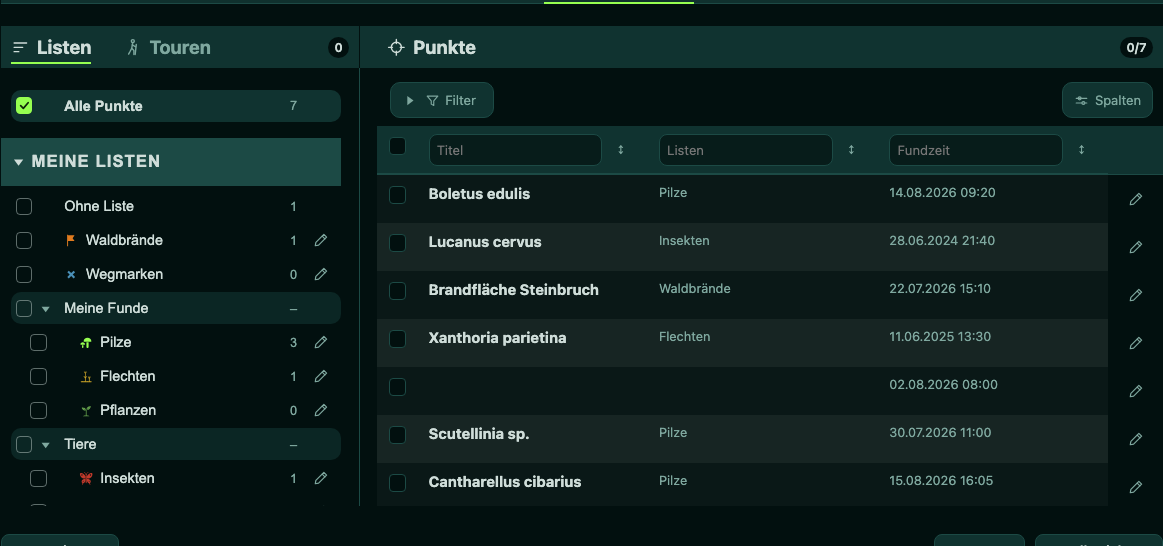 Listen
Touren
0
Punkte
0/7
Alle Punkte 7
Filter
Spalten
MEINE LISTEN
Titel
Listen
Fundzeit
Ohne Liste 1
Waldbrände 1
Wegmarken 0
Meine Funde –
Pilze 3
Flechten 1
Pflanzen 0
Tiere –
Insekten 1
Boletus edulis Pilze 14.08.2026 09:20
Lucanus cervus Insekten 28.06.2024 21:40
Brandfläche Steinbruch Waldbrände 22.07.2026 15:10
Xanthoria parietina Flechten 11.06.2025 13:30
02.08.2026 08:00
Scutellinia sp. Pilze 30.07.2026 11:00
Cantharellus cibarius Pilze 15.08.2026 16:05